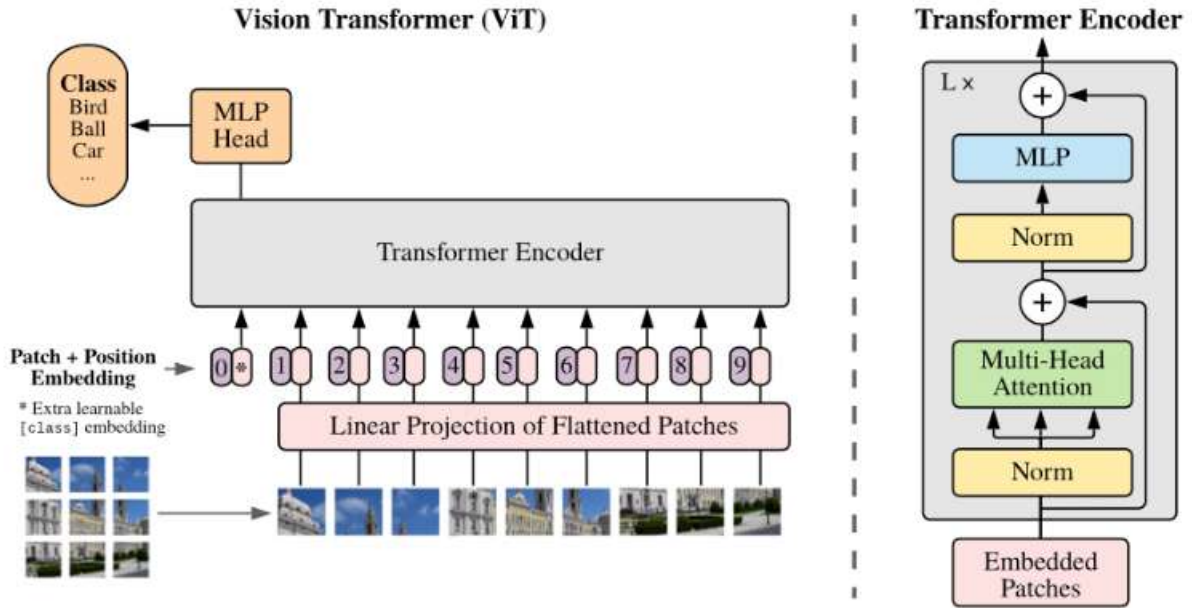 Vision Transformer (ViT)
Class
Bird
Ball
Car
...
MLP
Head
Transformer Encoder
Patch + Position
Embedding
0 * 1 2 3 4 5 6 7 8 9
* Extra learnable
[class] embedding
Linear Projection of Flattened Patches
Transformer Encoder
L ×
+
MLP
Norm
+
Multi-Head
Attention
Norm
Embedded
Patches